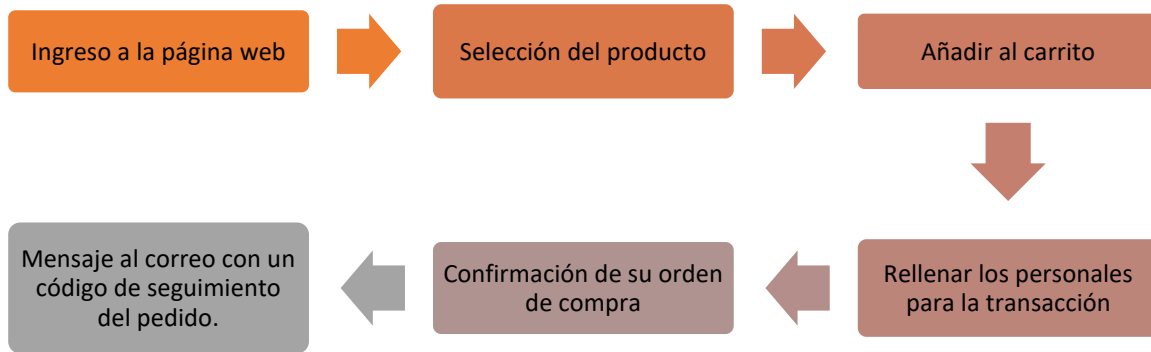 Ingreso a la página web
Selección del producto
Añadir al carrito
Rellenar los personales
para la transacción
Confirmación de su orden
de compra
Mensaje al correo con un
código de seguimiento
del pedido.